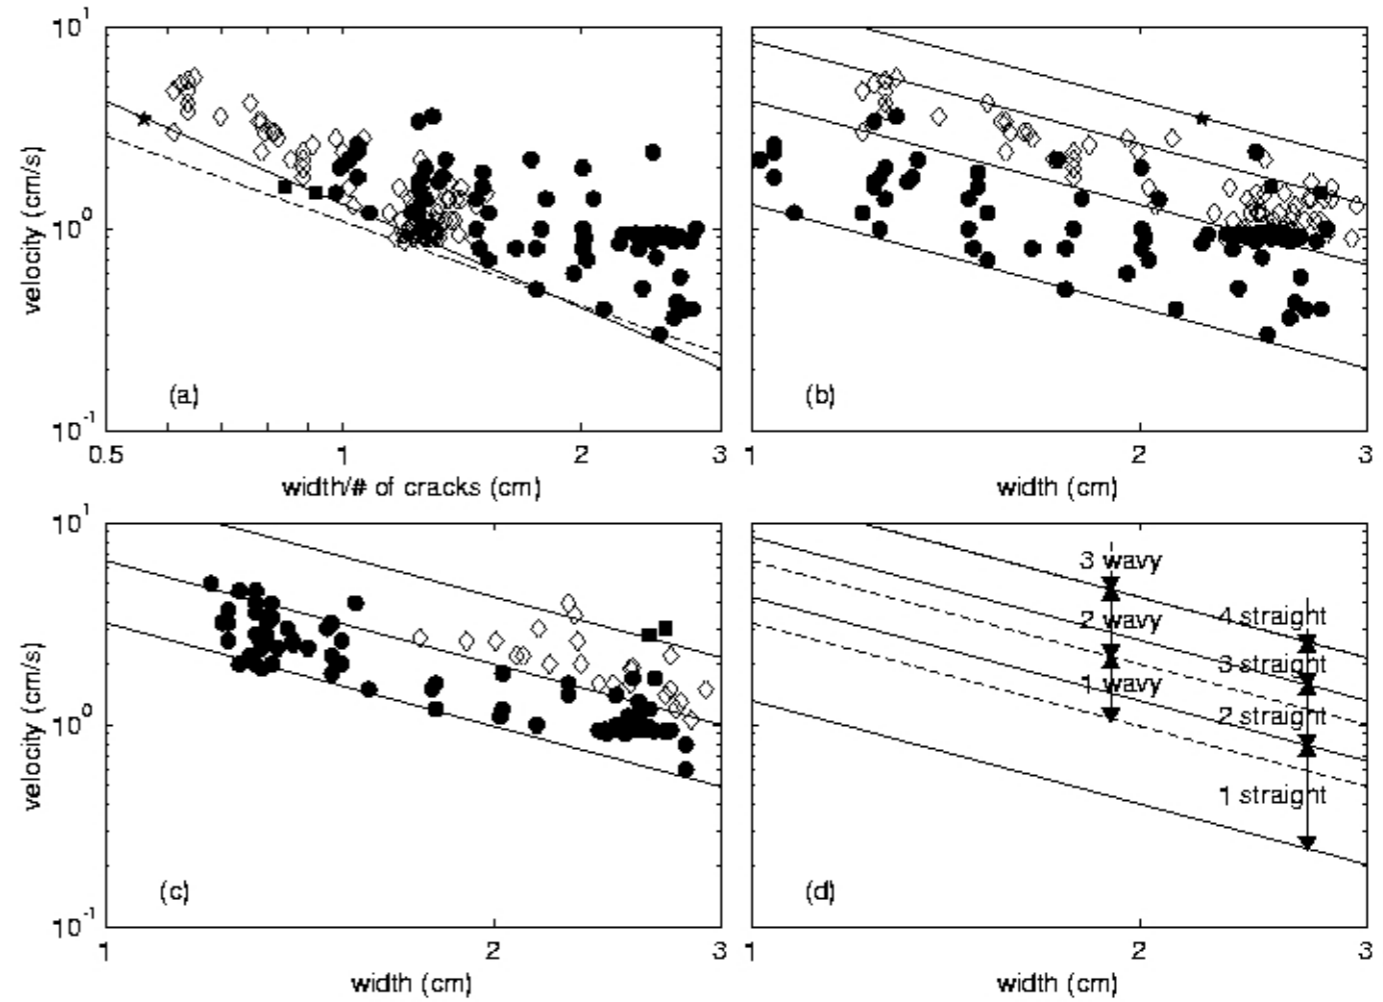 10^1
10^0
10^-1
velocity (cm/s)
(a)
0.5 1 2 3
width/# of cracks (cm)
(b)
1 2 3
width (cm)
10^1
10^0
10^-1
velocity (cm/s)
(c)
1 2 3
width (cm)
3 wavy
2 wavy
1 wavy
4 straight
3 straight
2 straight
1 straight
(d)
1 2 3
width (cm)